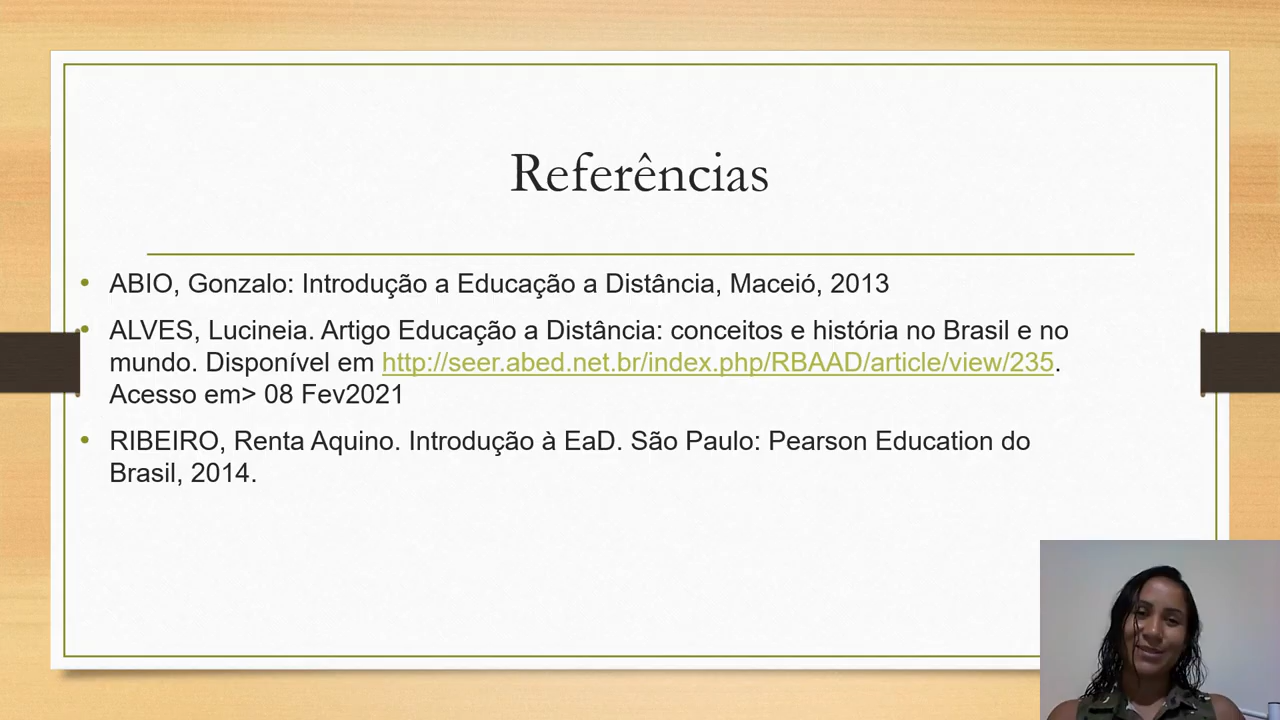 Referências
• ABIO, Gonzalo: Introdução a Educação a Distância, Maceió, 2013
• ALVES, Lucineia. Artigo Educação a Distância: conceitos e história no Brasil e no
mundo. Disponível em http://seer.abed.net.br/index.php/RBAAD/article/view/235.
Acesso em> 08 Fev2021
• RIBEIRO, Renta Aquino. Introdução à EaD. São Paulo: Pearson Education do
Brasil, 2014.